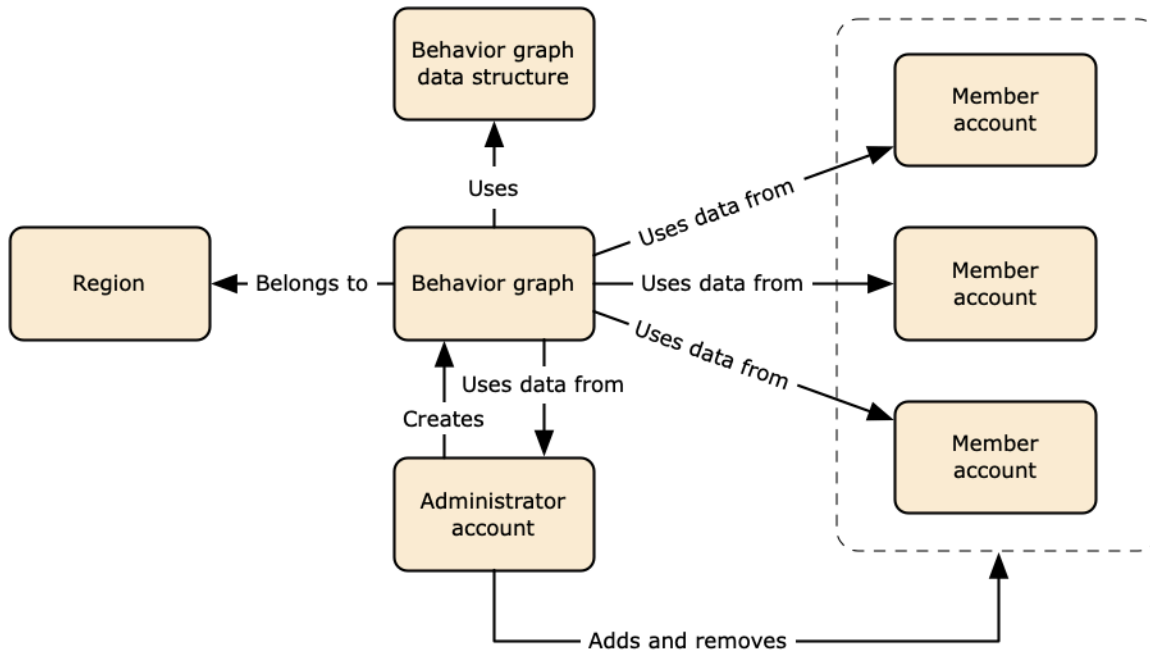 Behavior graph
data structure
Member
account
Uses
Uses data from
Region
Belongs to
Behavior graph
Uses data from
Member
account
Uses data from
Uses data from
Creates
Member
account
Administrator
account
Adds and removes